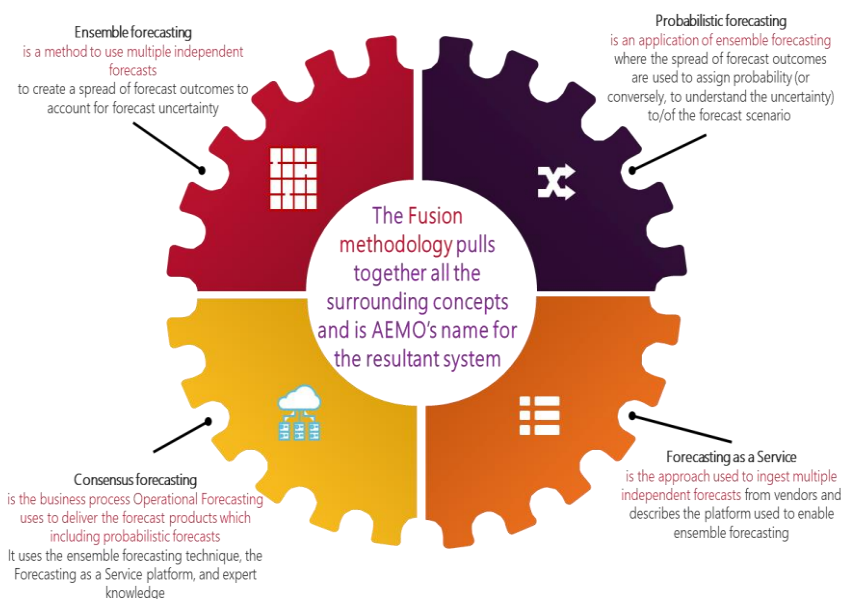 Ensemble forecasting
is a method to use multiple independent
forecasts
to create a spread of forecast outcomes to
account for forecast uncertainty
Probabilistic forecasting
is an application of ensemble forecasting
where the spread of forecast outcomes
are used to assign probability (or
conversely, to understand the uncertainty)
to/of the forecast scenario
The Fusion
methodology pulls
together all the
surrounding concepts
and is AEMO's name for
the resultant system
Consensus forecasting
is the business process Operational Forecasting
uses to deliver the forecast products which
including probabilistic forecasts
It uses the ensemble forecasting technique, the
Forecasting as a Service platform, and expert
knowledge
Forecasting as a Service
is the approach used to ingest multiple
independent forecasts from vendors and
describes the platform used to enable
ensemble forecasting